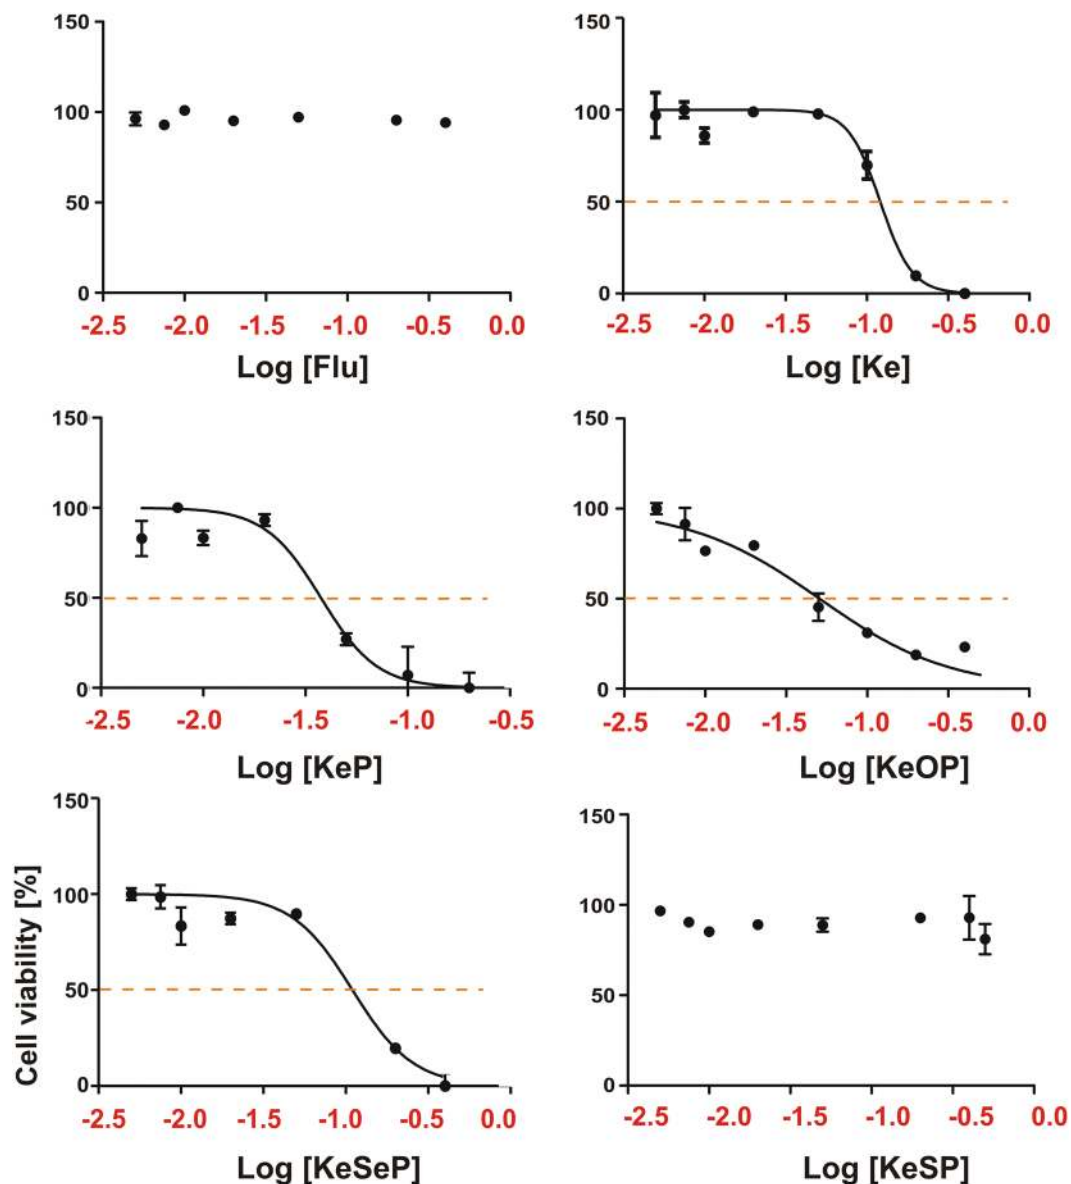 150
100
50
0
-2.5 -2.0 -1.5 -1.0 -0.5 0.0
Log [Flu]
150
100
50
0
-2.5 -2.0 -1.5 -1.0 -0.5 0.0
Log [Ke]
150
100
50
0
-2.5 -2.0 -1.5 -1.0 -0.5
Log [KeP]
150
100
50
0
-2.5 -2.0 -1.5 -1.0 -0.5 0.0
Log [KeOP]
Cell viability [%]
150
100
50
0
-2.5 -2.0 -1.5 -1.0 -0.5 0.0
Log [KeSeP]
150
100
50
0
-2.5 -2.0 -1.5 -1.0 -0.5 0.0
Log [KeSP]